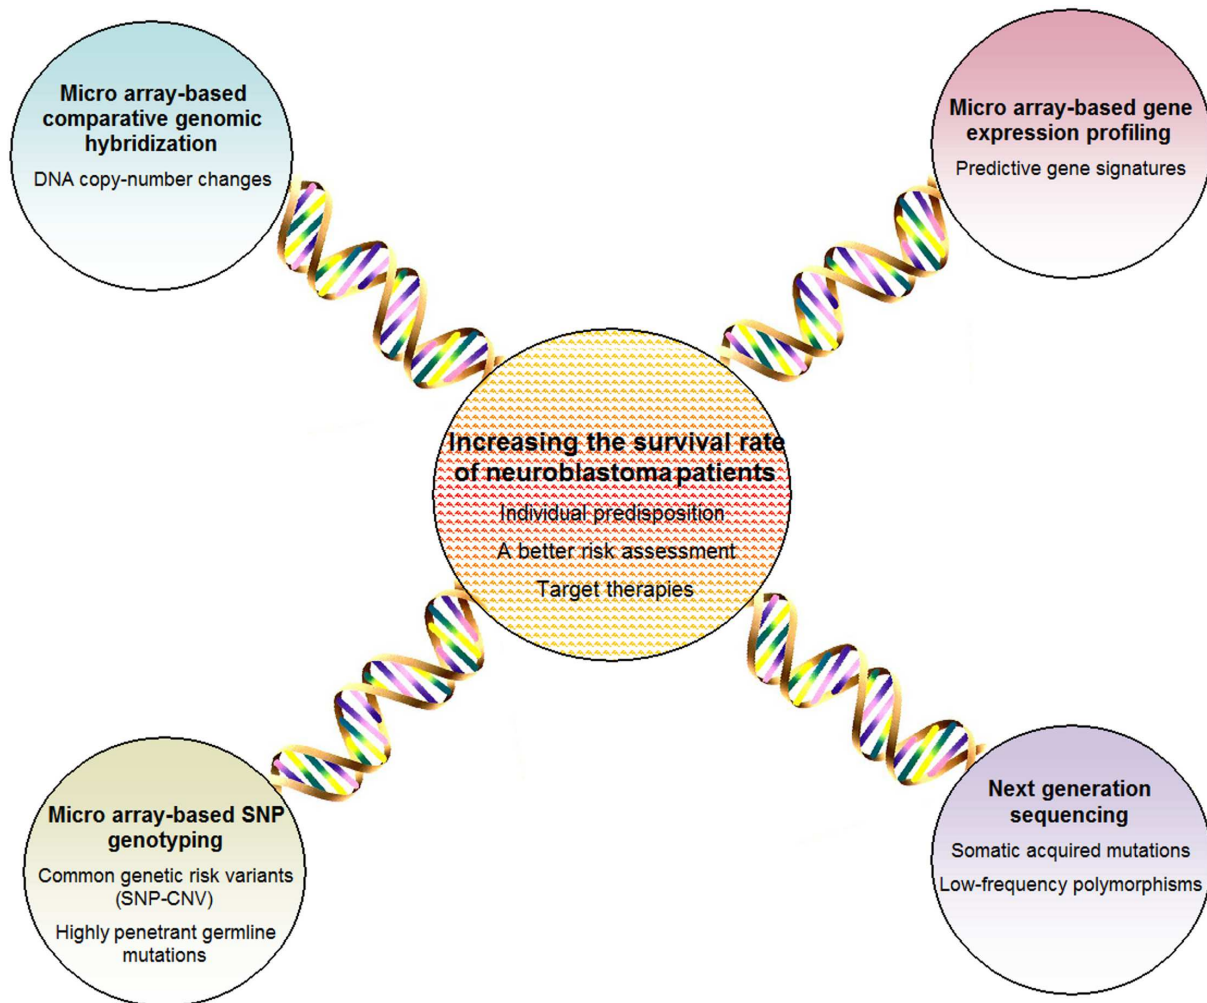 Micro array-based
comparative genomic
hybridization
DNA copy-number changes
Micro array-based gene
expression profiling
Predictive gene signatures
Increasing the survival rate
of neuroblastoma patients
Individual predisposition
A better risk assessment
Target therapies
Micro array-based SNP
genotyping
Common genetic risk variants
(SNP-CNV)
Highly penetrant germline
mutations
Next generation
sequencing
Somatic acquired mutations
Low-frequency polymorphisms